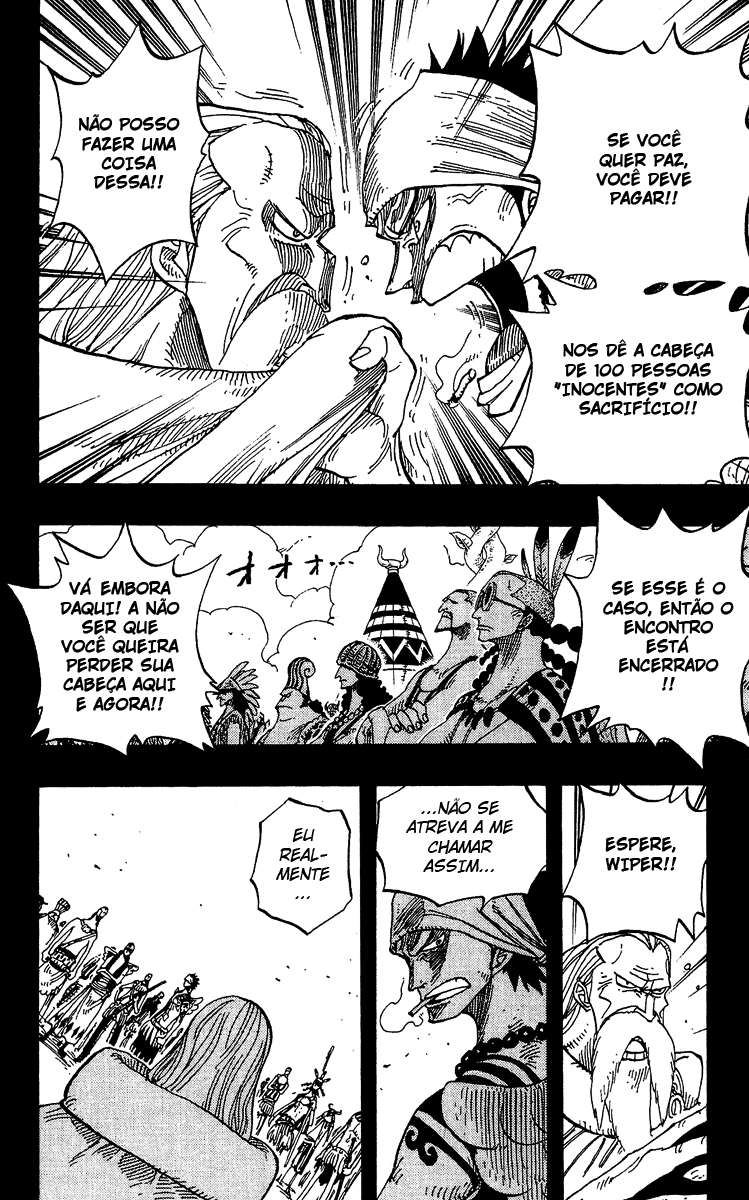 SE VOCÊ
QUER PAZ,
VOCÊ DEVE
PAGAR!!
NÃO POSSO
FAZER UMA
COISA
DESSA!!
NOS DÊ A CABEÇA
DE 100 PESSOAS
"INOCENTES" COMO
SACRIFÍCIO!!
SE ESSE É O
CASO, ENTÃO O
ENCONTRO
ESTÁ
ENCERRADO
!!
オオオ...
VÁ EMBORA
DAQUI! A NÃO
SER QUE
VOCÊ QUEIRA
PERDER SUA
CABEÇA AQUI
E AGORA!!
ESPERE,
WIPER!!
...NÃO SE
ATREVA A ME
CHAMAR
ASSIM...
EU
REAL-
MENTE
...